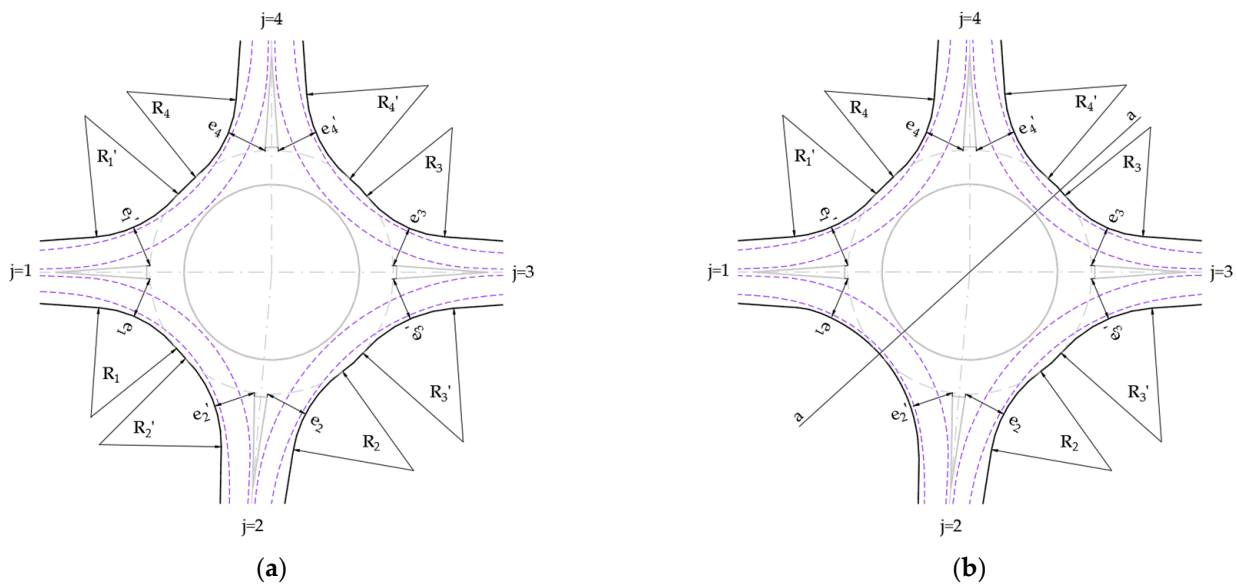 j=4
R₄
R₄'
e₄
e₄'
R₁'
R₃
e₁'
e₃
j=1
j=3
e₁
e₃'
R₁
R₃'
e₂'
e₂
R₂'
R₂
j=2
(a)
j=4
R₄
R₄'
a
e₄
e₄'
R₁'
R₃
e₁'
e₃
j=1
j=3
e₁
e₃'
R₃'
e₂'
e₂
a
R₂
j=2
(b)